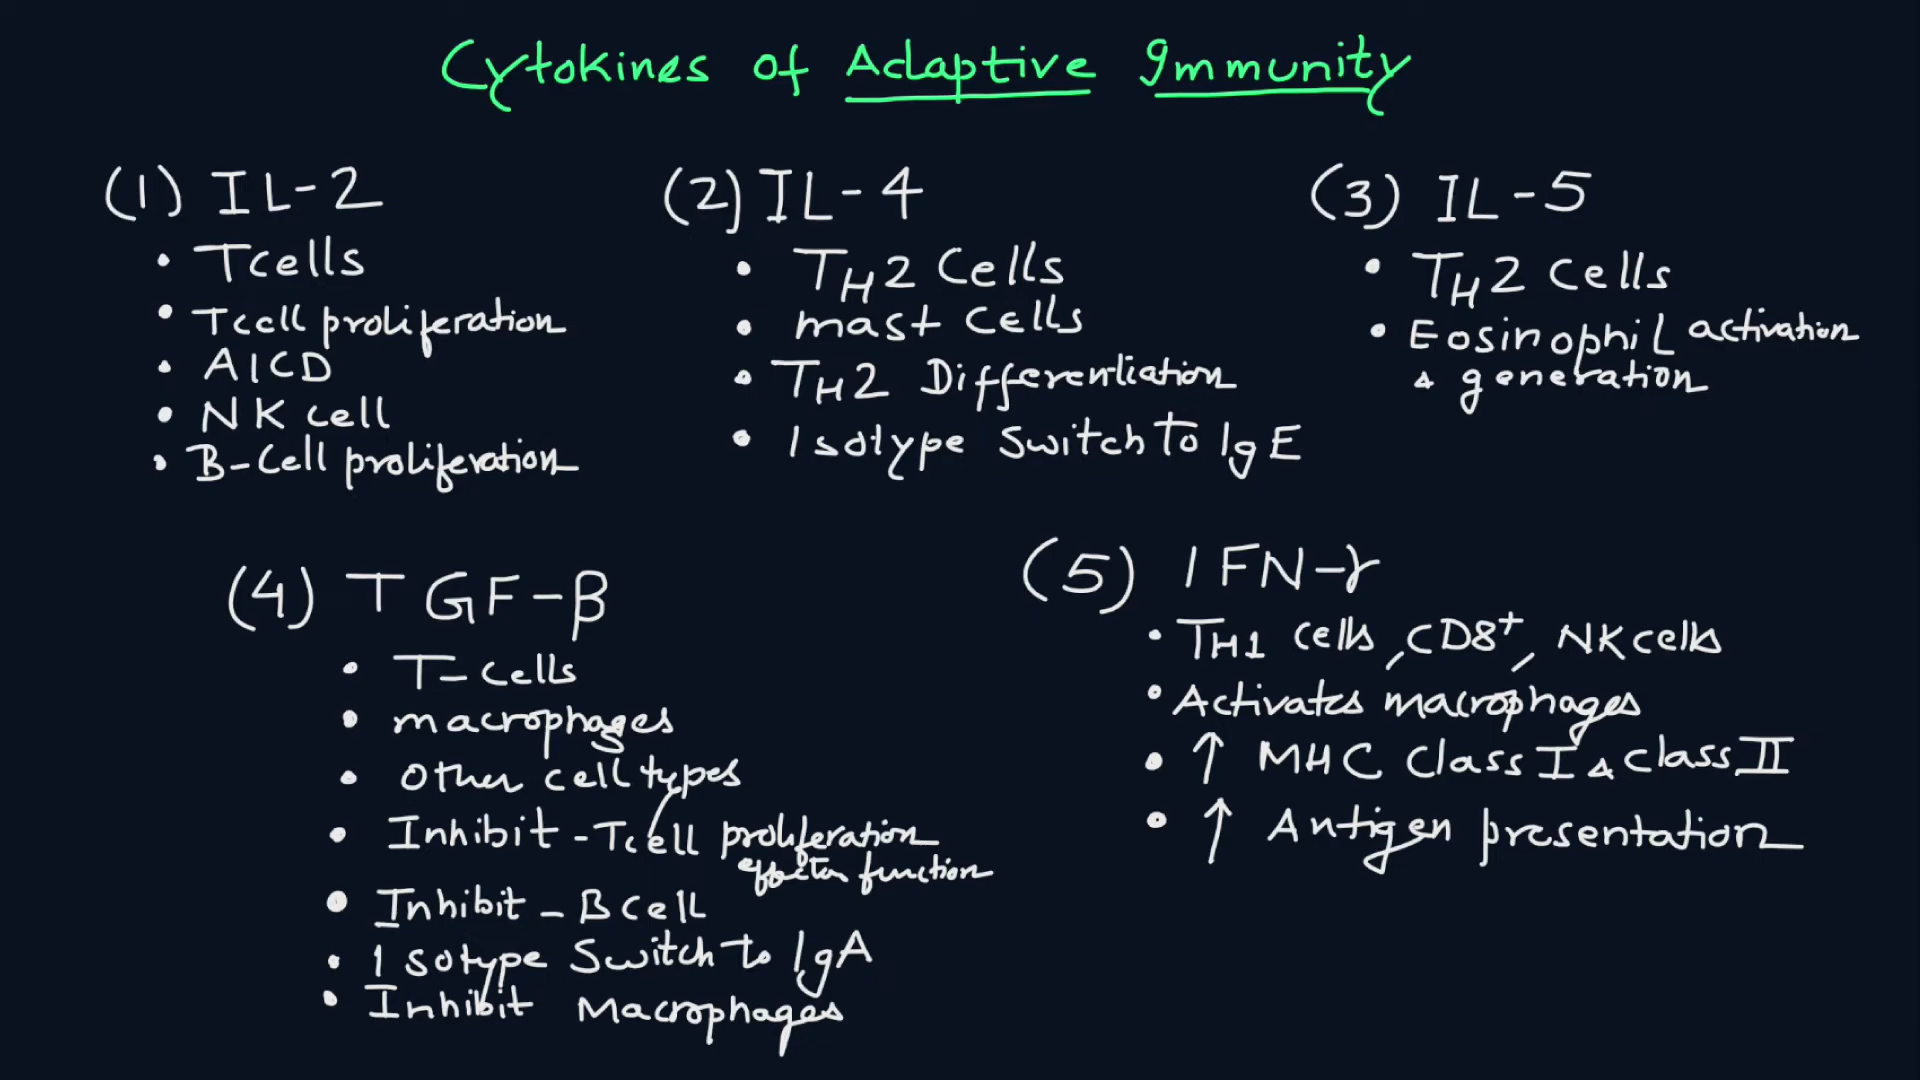 Cytokines of Adaptive Immunity
(1) IL-2
• T cells
• T cell proliferation
• AICD
• NK cell
• B-Cell proliferation
(2) IL-4
• TH2 Cells
• mast cells
• TH2 Differentiation
• Isotype Switch to IgE
(3) IL-5
• TH2 cells
• Eosinophil activation
& generation
(4) TGF-β
• T-cells
• macrophages
• Other cell types
• Inhibit - T cell proliferation
effector function
• Inhibit - B Cell
• Isotype Switch to IgA
• Inhibit Macrophages
(5) IFN-γ
• TH1 cells, CD8+, NK cells
• Activates macrophages
• ↑ MHC Class I & Class II
• ↑ Antigen presentation